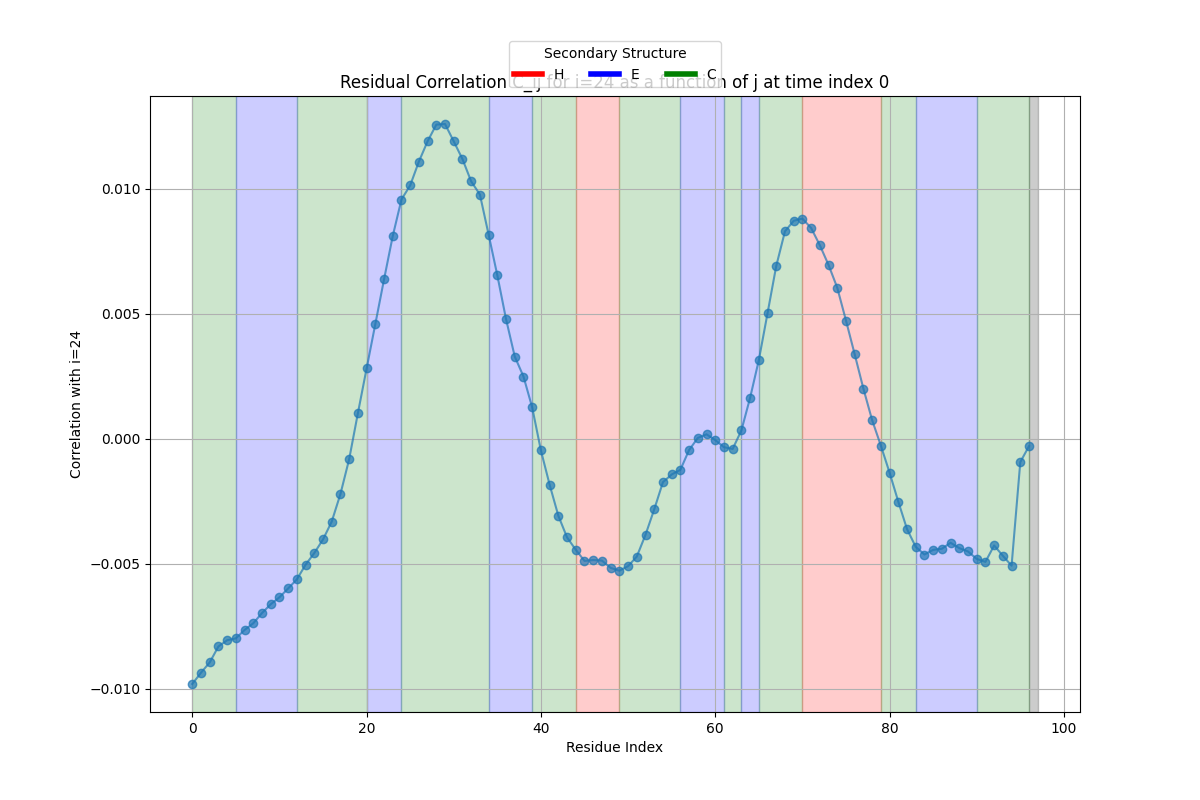 Secondary Structure
H E C
Residual Correlation C_ij for i=24 as a function of j at time index 0
0.010
0.005
0.000
−0.005
−0.010
Correlation with i=24
0 20 40 60 80 100
Residue Index